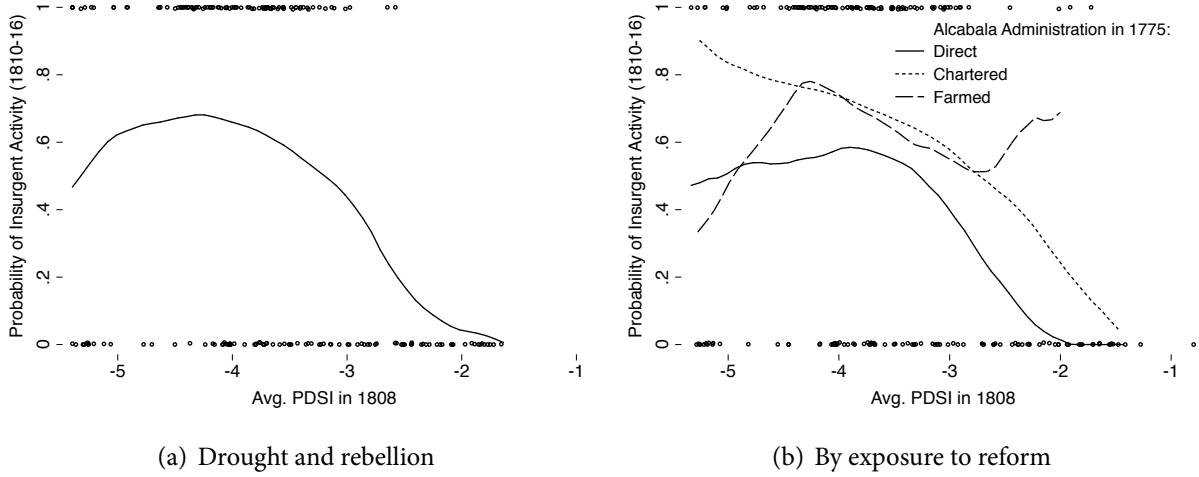 Probability of Insurgent Activity (1810-16)
1
.8
.6
.4
.2
0
-5 -4 -3 -2 -1
Avg. PDSI in 1808
(a) Drought and rebellion
Probability of Insurgent Activity (1810-16)
1
.8
.6
.4
.2
0
Alcabala Administration in 1775:
Direct
Chartered
Farmed
-5 -4 -3 -2 -1
Avg. PDSI in 1808
(b) By exposure to reform